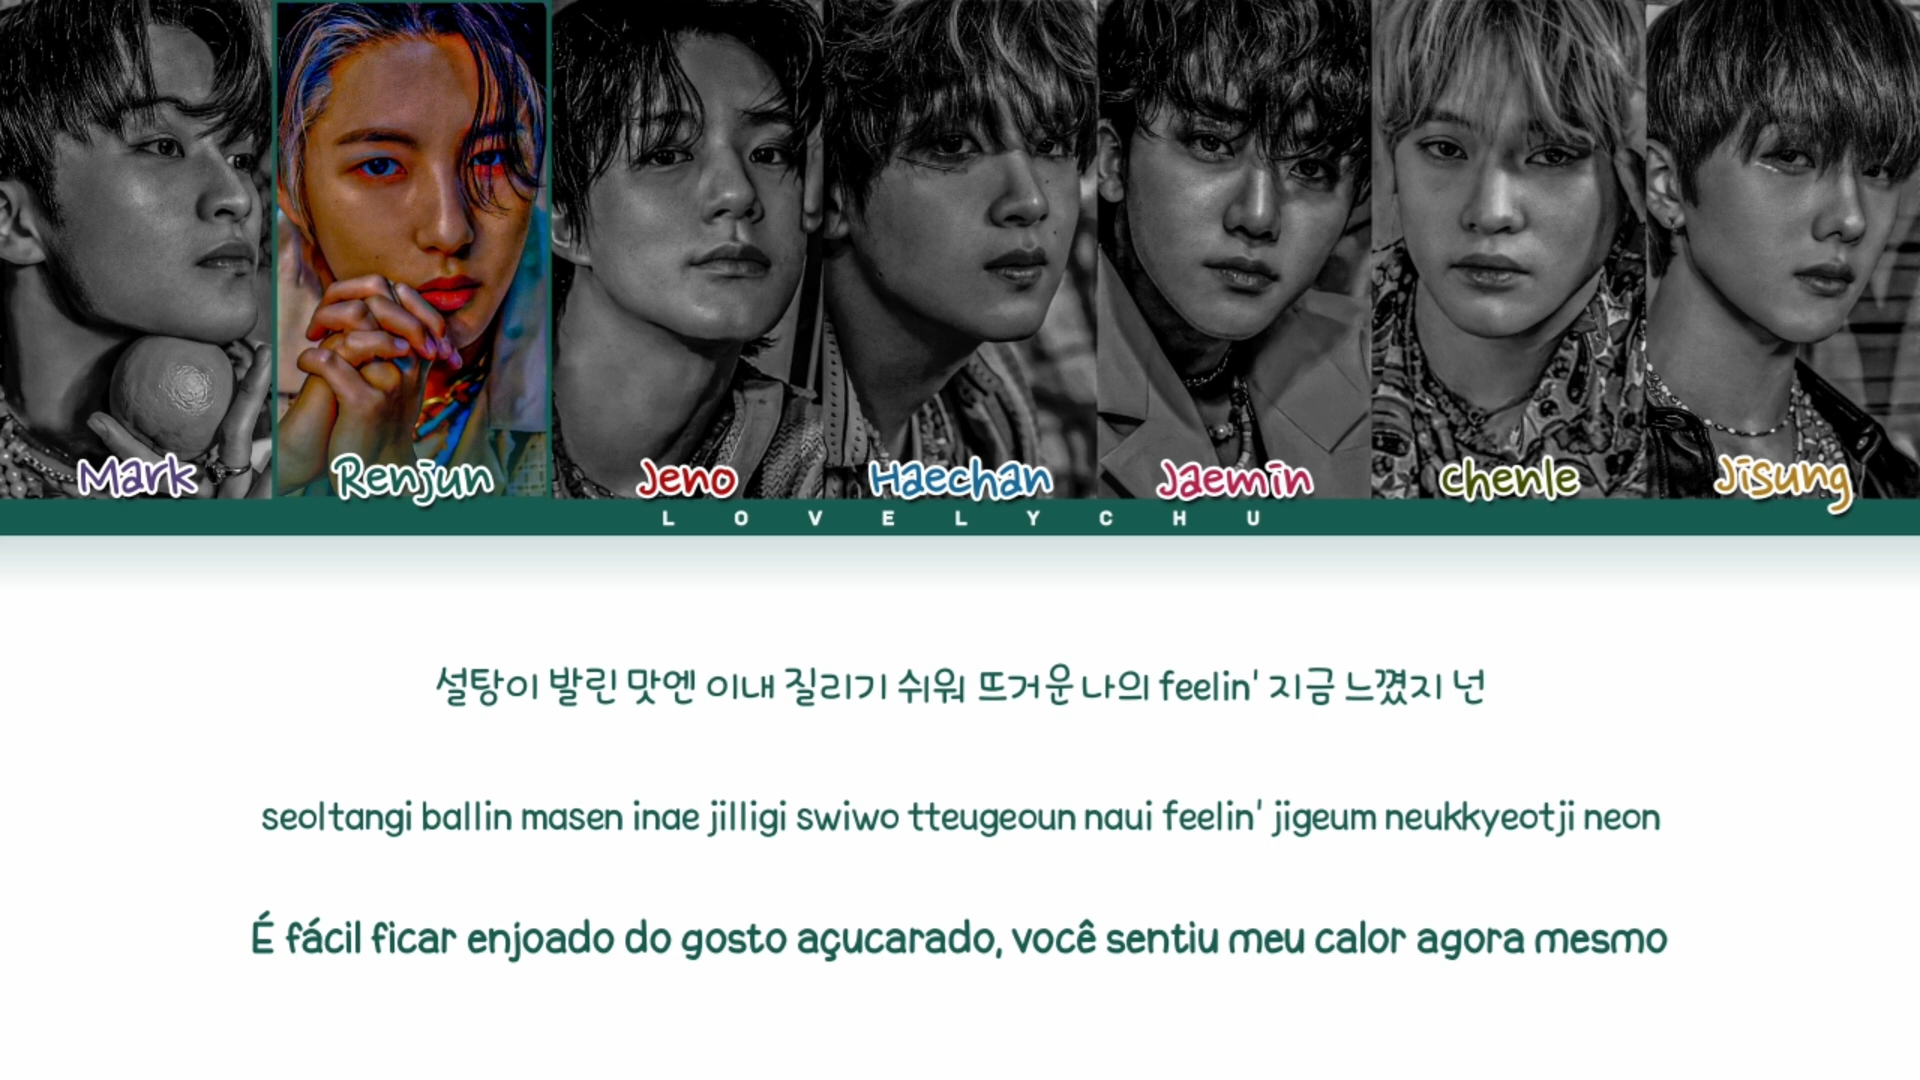 Mark Renjun Jeno Haechan Jaemin Chenle Jisung
LOVELYCHU
설탕이 발린 맛엔 이내 질리기 쉬워 뜨거운 나의 feelin' 지금 느꼈지 넌
seoltangi ballin masen inae jilligi swiwo tteugeoun naui feelin' jigeum neukkyeotji neon
É fácil ficar enjoado do gosto açucarado, você sentiu meu calor agora mesmo